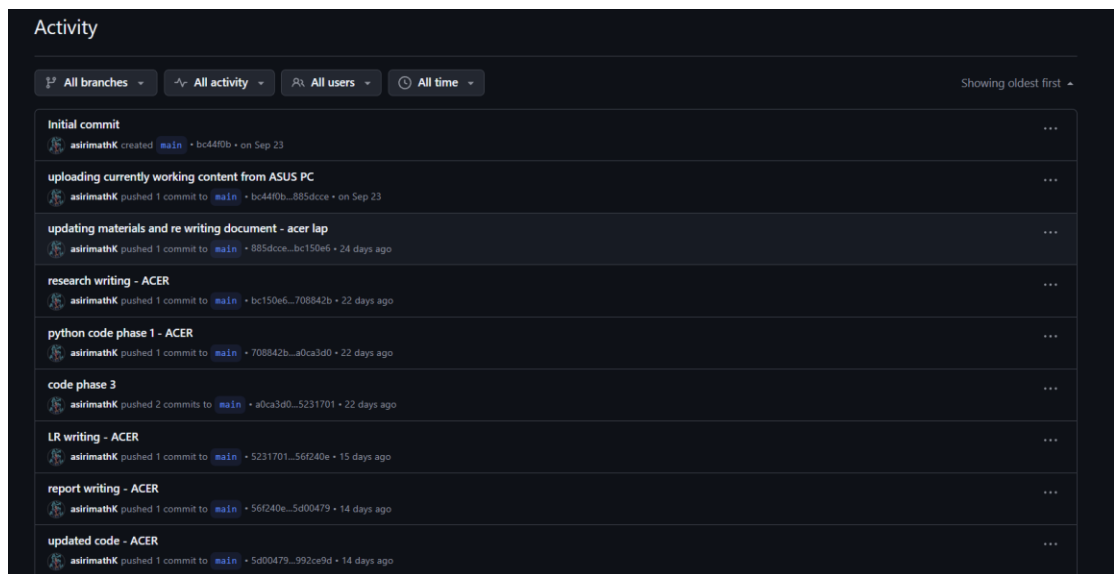 Activity
All branches All activity All users All time Showing oldest first
Initial commit
asirimathK created main • bc44f0b • on Sep 23
uploading currently working content from ASUS PC
asirimathK pushed 1 commit to main • bc44f0b...885dcce • on Sep 23
updating materials and re writing document - acer lap
asirimathK pushed 1 commit to main • 885dcce...bc150e6 • 24 days ago
research writing - ACER
asirimathK pushed 1 commit to main • bc150e6...708842b • 22 days ago
python code phase 1 - ACER
asirimathK pushed 1 commit to main • 708842b...a0ca3d0 • 22 days ago
code phase 3
asirimathK pushed 2 commits to main • a0ca3d0...5231701 • 22 days ago
LR writing - ACER
asirimathK pushed 1 commit to main • 5231701...56f240e • 15 days ago
report writing - ACER
asirimathK pushed 1 commit to main • 56f240e...5d00479 • 14 days ago
updated code - ACER
asirimathK pushed 1 commit to main • 5d00479...992ce9d • 14 days ago